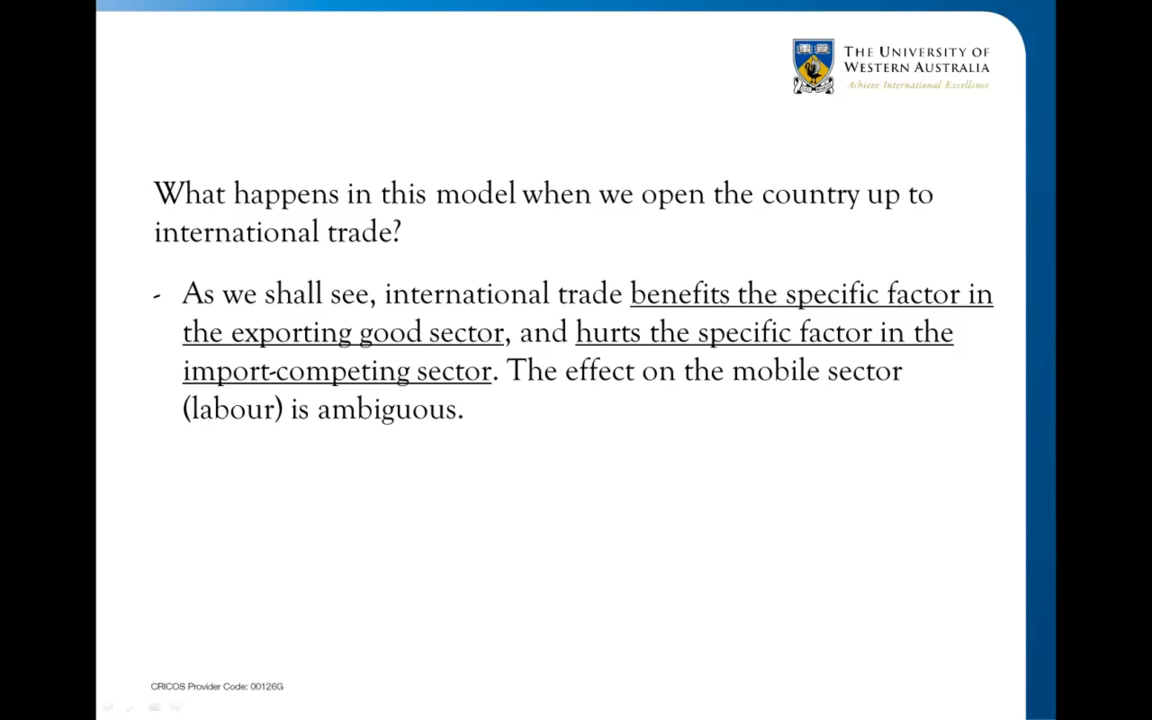 THE UNIVERSITY OF
WESTERN AUSTRALIA
Achieve International Excellence
What happens in this model when we open the country up to
international trade?
- As we shall see, international trade benefits the specific factor in
the exporting good sector, and hurts the specific factor in the
import-competing sector. The effect on the mobile sector
(labour) is ambiguous.
CRICOS Provider Code: 00126G